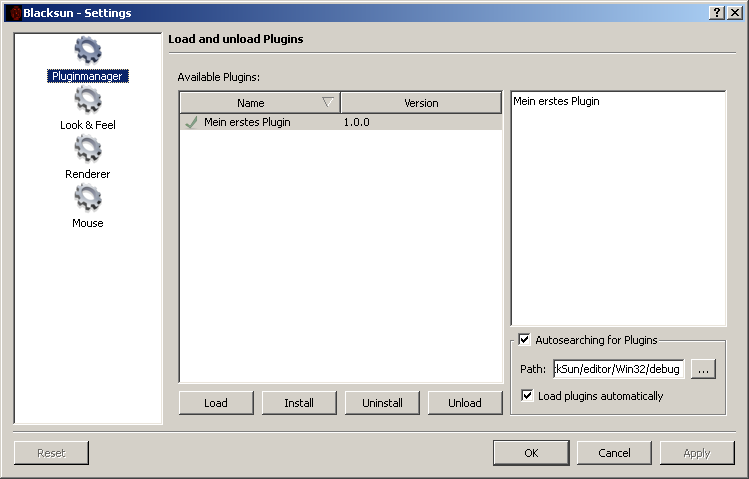 Blacksun - Settings
Pluginmanager
Look & Feel
Renderer
Mouse
Load and unload Plugins
Available Plugins:
Name Version
Mein erstes Plugin 1.0.0
Mein erstes Plugin
Autosearching for Plugins
Path: kSun/editor/Win32/debug ...
Load plugins automatically
Load Install Uninstall Unload
Reset OK Cancel Apply